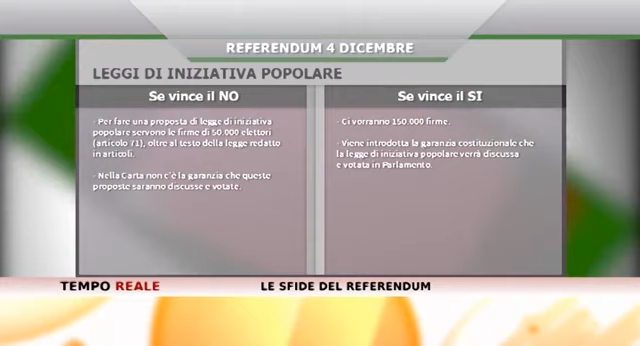 REFERENDUM 4 DICEMBRE
LEGGI DI INIZIATIVA POPOLARE
Se vince il NO
- Per fare una proposta di legge di iniziativa
popolare servono le firme di 50.000 elettori
(articolo 71), oltre al testo della legge redatto
in articoli.
- Nella Carta non c'è la garanzia che queste
proposte saranno discusse e votate.
Se vince il SI
- Ci vorranno 150.000 firme.
- Viene introdotta la garanzia costituzionale che
la legge di iniziativa popolare verrà discussa
e votata in Parlamento.
TEMPO REALE
LE SFIDE DEL REFERENDUM